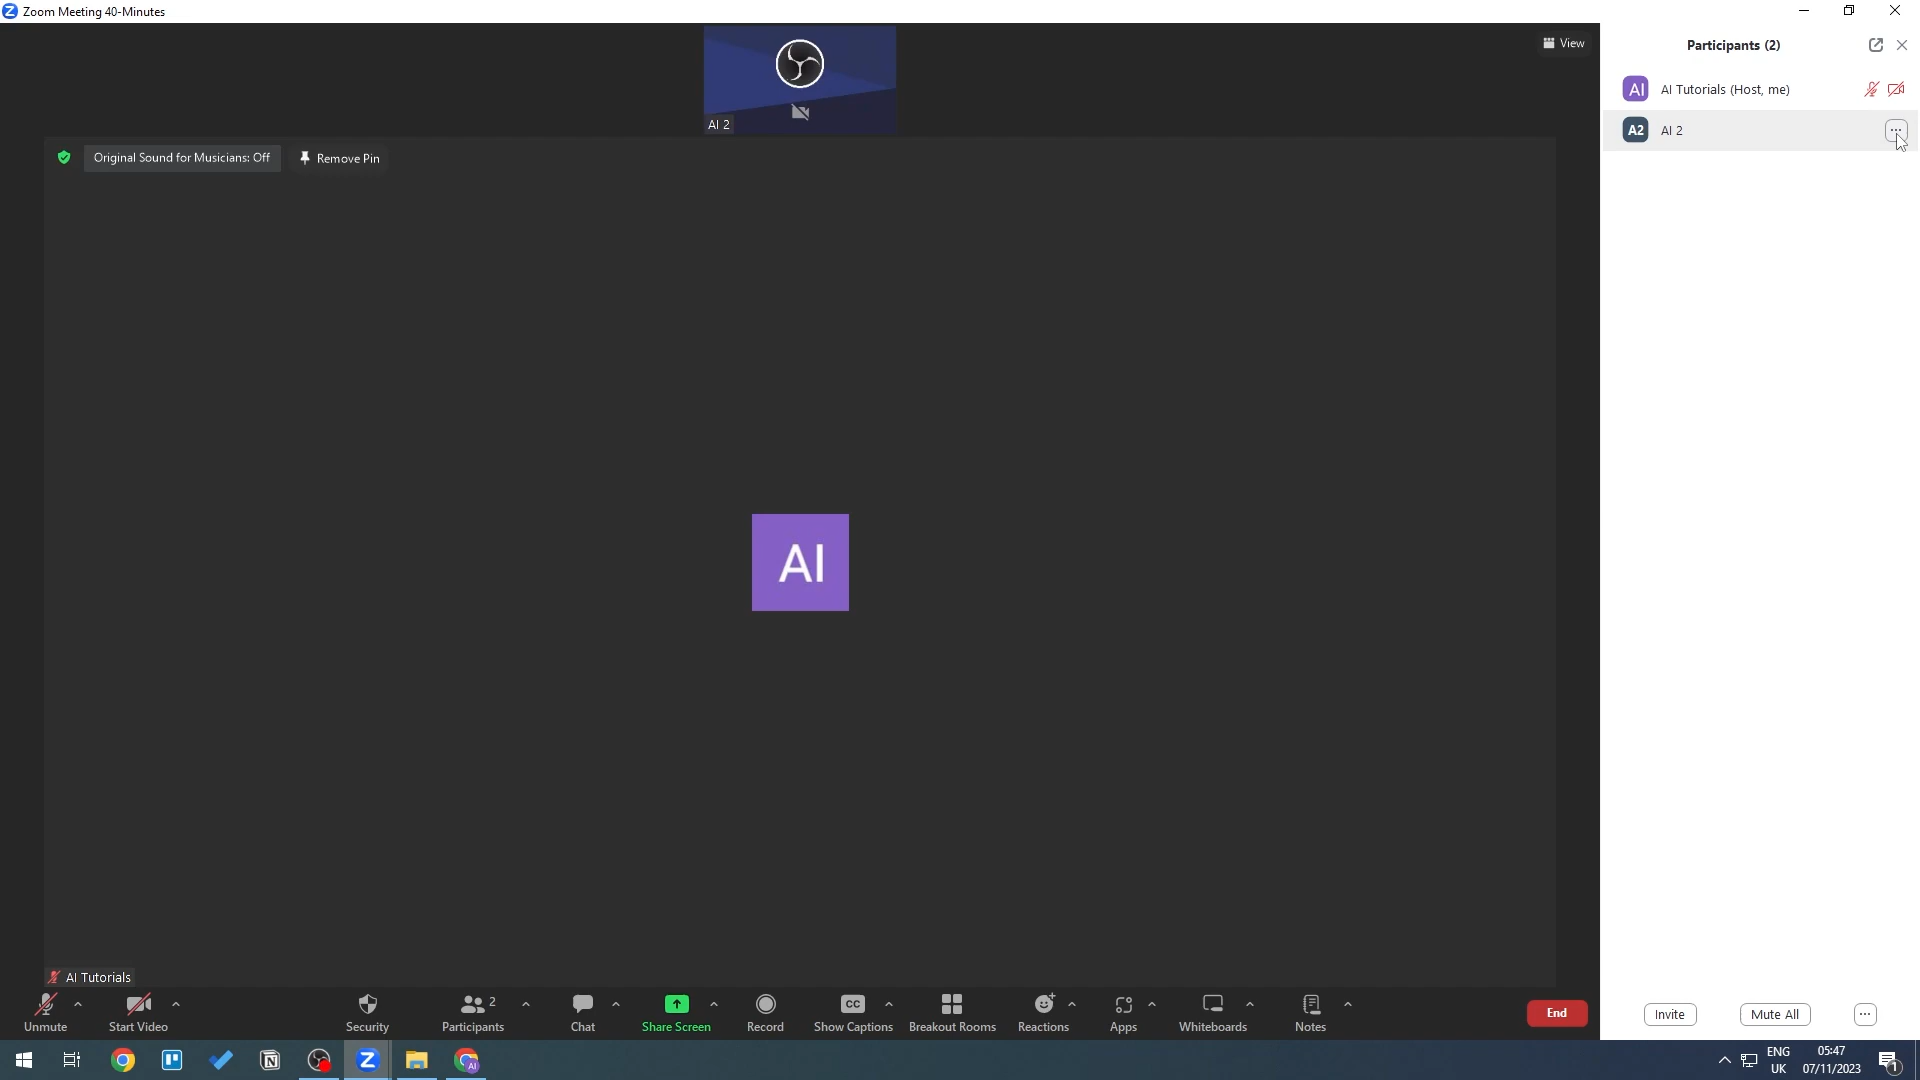 Zoom Meeting 40-Minutes
View
AI 2
Original Sound for Musicians: Off
Remove Pin
AI
AI Tutorials
Participants (2)
AI AI Tutorials (Host, me)
A2 AI 2
Unmute
Start Video
Security
2
Participants
Chat
Share Screen
Record
CC
Show Captions
Breakout Rooms
Reactions
Apps
Whiteboards
Notes
End
Invite
Mute All
AI
ENG
UK
05:47
07/11/2023
1